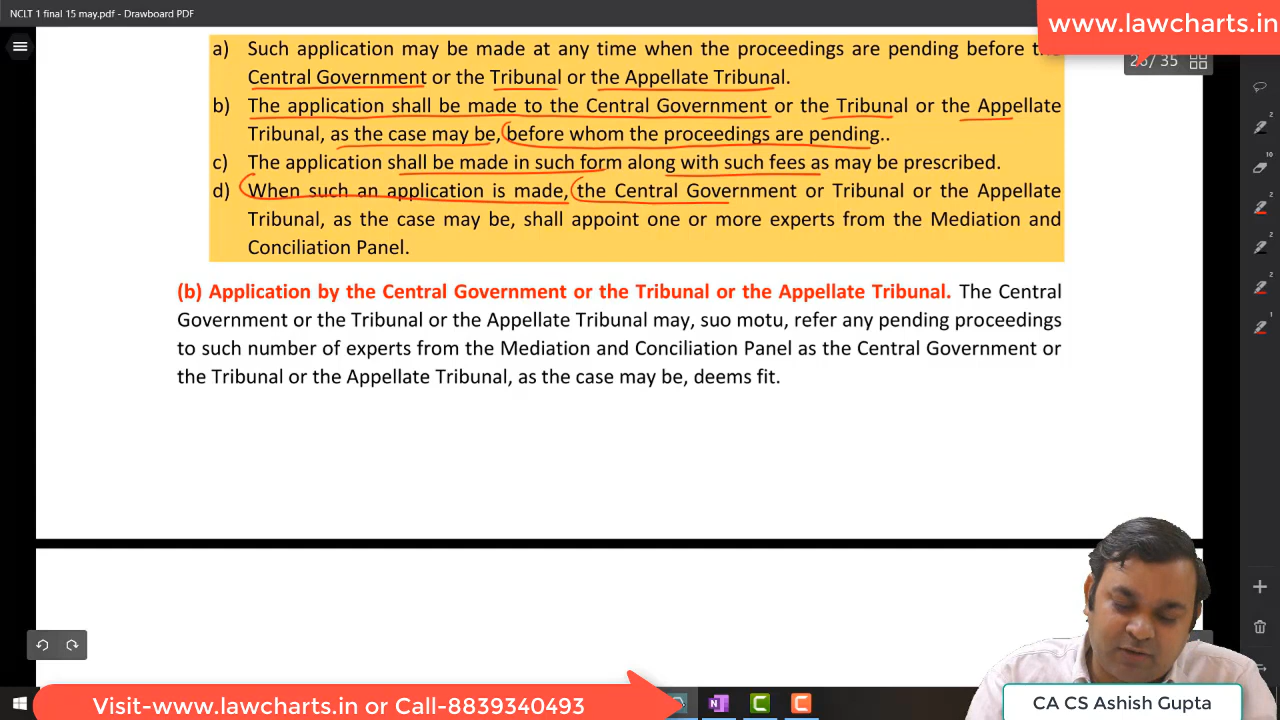 NCLT 1 final 15 may.pdf - Drawboard PDF
www.lawcharts.in
/ 35
a) Such application may be made at any time when the proceedings are pending before
Central Government or the Tribunal or the Appellate Tribunal.
b) The application shall be made to the Central Government or the Tribunal or the Appellate
Tribunal, as the case may be, before whom the proceedings are pending..
c) The application shall be made in such form along with such fees as may be prescribed.
d) When such an application is made, the Central Government or Tribunal or the Appellate
Tribunal, as the case may be, shall appoint one or more experts from the Mediation and
Conciliation Panel.
(b) Application by the Central Government or the Tribunal or the Appellate Tribunal. The Central
Government or the Tribunal or the Appellate Tribunal may, suo motu, refer any pending proceedings
to such number of experts from the Mediation and Conciliation Panel as the Central Government or
the Tribunal or the Appellate Tribunal, as the case may be, deems fit.
10
2
2
2
1
Visit-www.lawcharts.in or Call-8839340493
CA CS Ashish Gupta